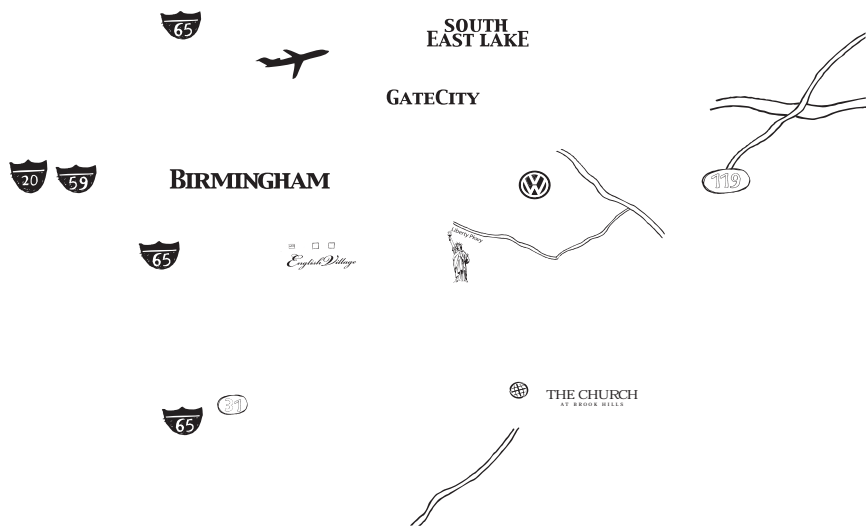 65
SOUTH
EAST LAKE
GATECITY
119
20
59
BIRMINGHAM
VW
Liberty Pkwy
65
English Village
31
65
THE CHURCH
AT BROOK HILLS